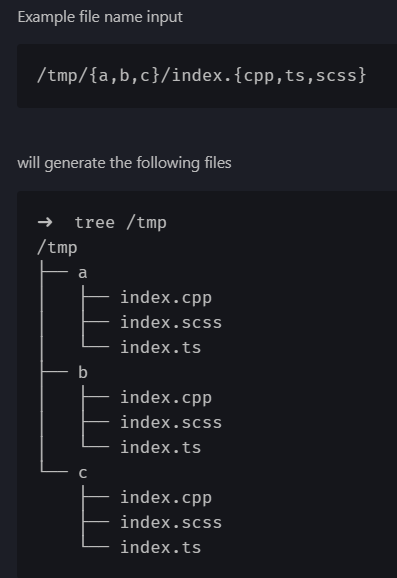 Example file name input
/tmp/{a,b,c}/index.{cpp,ts,scss}
will generate the following files
➜  tree /tmp
/tmp
├── a
│   ├── index.cpp
│   ├── index.scss
│   └── index.ts
├── b
│   ├── index.cpp
│   ├── index.scss
│   └── index.ts
└── c
    ├── index.cpp
    ├── index.scss
    └── index.ts